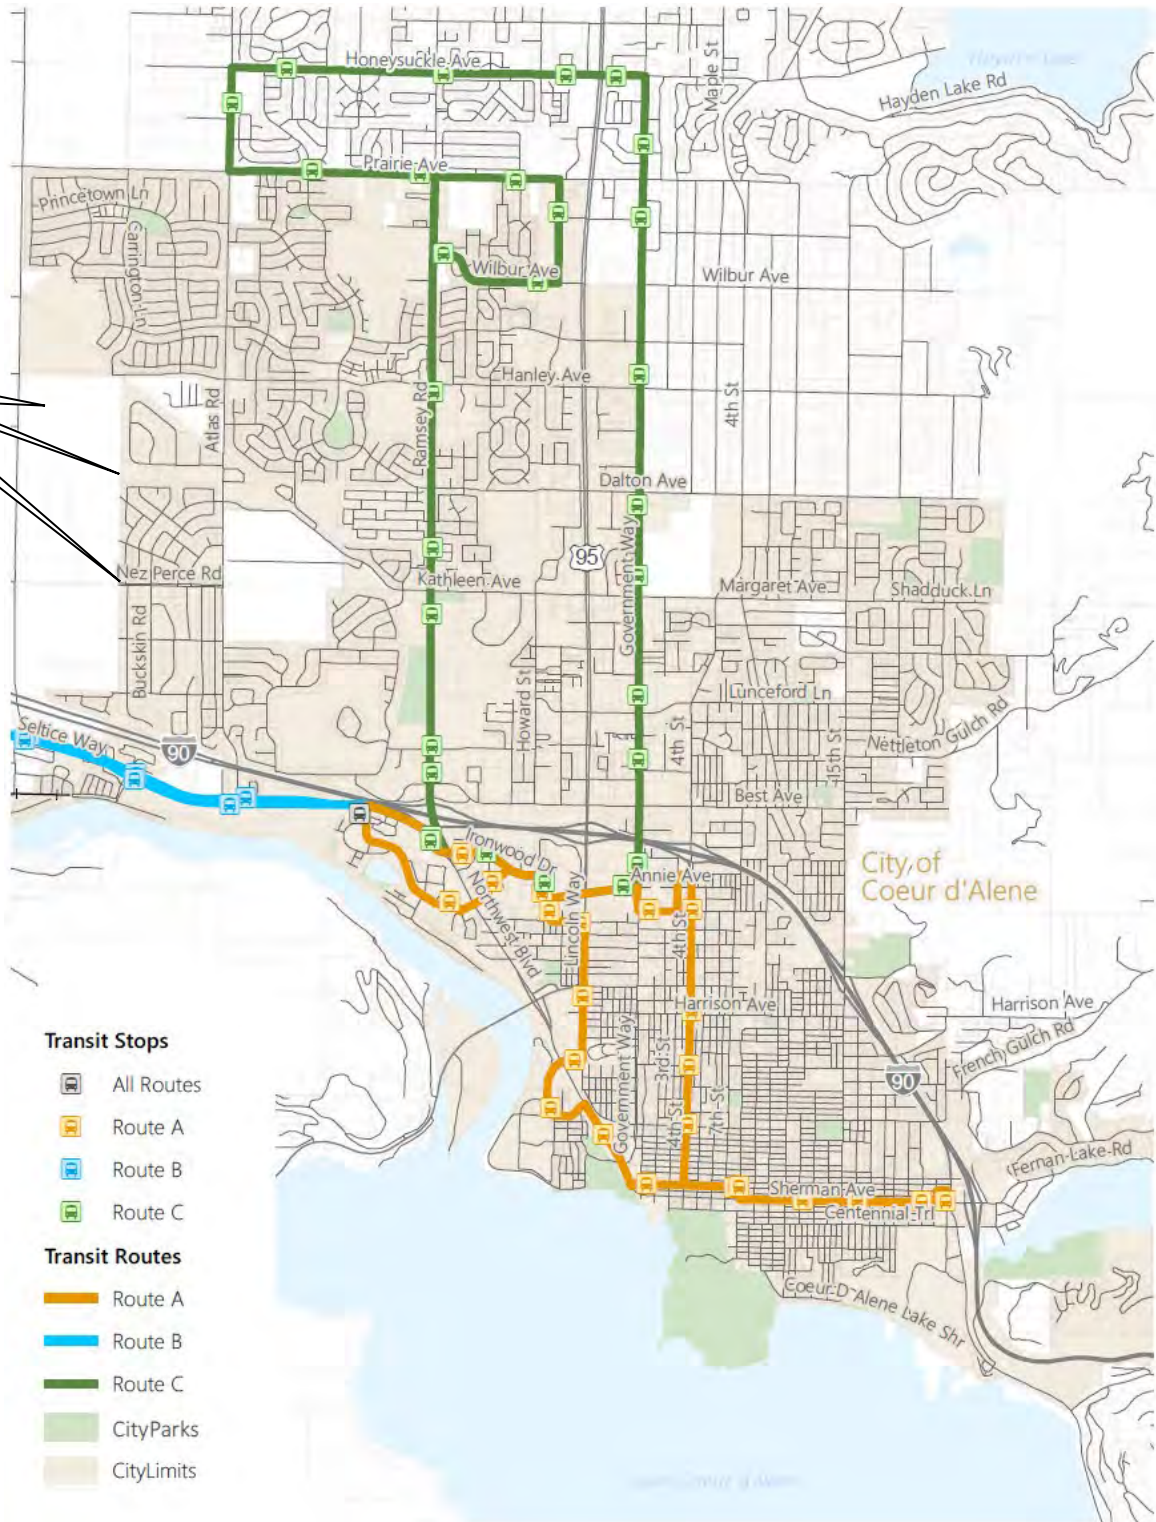 Honeysuckle Ave
Maple St
Hayden Lake
Hayden Lake Rd
Prairie Ave
Princetown Ln
Carrington Ln
Wilbur Ave
Wilbur Ave
Hanley Ave
Atlas Rd
Ramsey Rd
4th St
Dalton Ave
95
Government Way
Nez Perce Rd
Kathleen Ave
Margaret Ave
Shadduck Ln
Buckskin Rd
Howard St
Lunceford Ln
Seltice Way
90
4th St
15th St
Nettleton Gulch Rd
Best Ave
Ironwood Dr
Annie Ave
City of
Coeur d'Alene
Northwest Blvd
Lincoln Way
4th St
Harrison Ave
Harrison Ave
Government Way
3rd St
French Gulch Rd
90
4th St
7th St
Fernan Lake Rd
Sherman Ave
Centennial Trl
Coeur D Alene Lake Shr
Transit Stops
All Routes
Route A
Route B
Route C
Transit Routes
Route A
Route B
Route C
CityParks
CityLimits